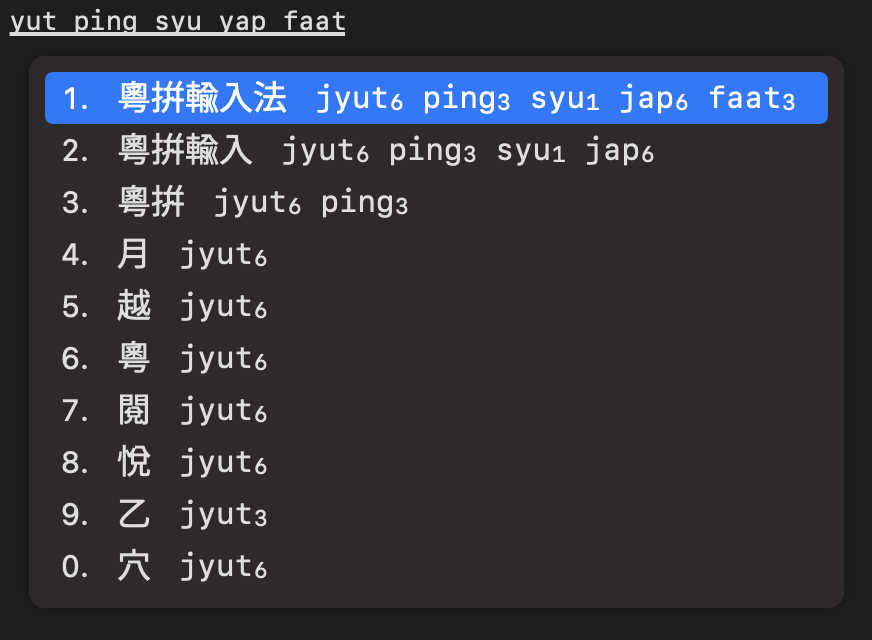 yut ping syu yap faat
1. 粵拼輸入法 jyut6 ping3 syu1 jap6 faat3
2. 粵拼輸入 jyut6 ping3 syu1 jap6
3. 粵拼 jyut6 ping3
4. 月 jyut6
5. 越 jyut6
6. 粵 jyut6
7. 閱 jyut6
8. 悅 jyut6
9. 乙 jyut3
0. 穴 jyut6